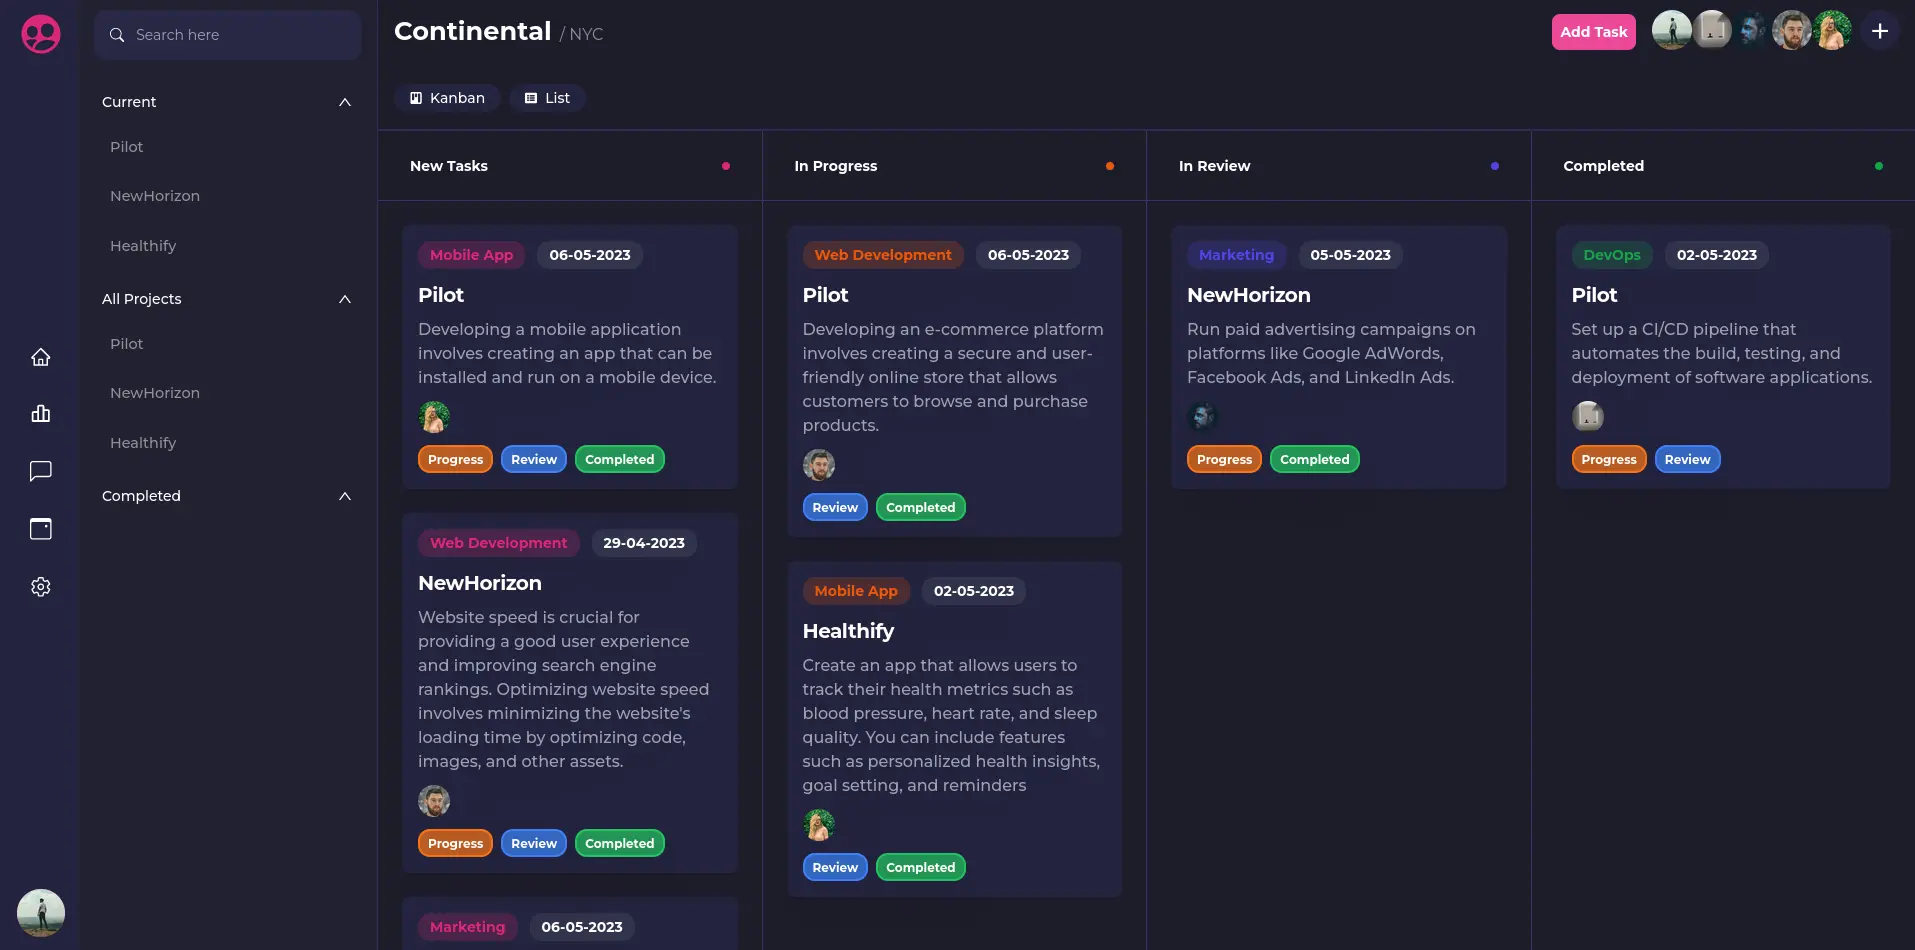 Search here
Current
Pilot
NewHorizon
Healthify
All Projects
Pilot
NewHorizon
Healthify
Completed
Continental / NYC
Add Task
Kanban
List
New Tasks
Mobile App 06-05-2023
Pilot
Developing a mobile application
involves creating an app that can be
installed and run on a mobile device.
Progress Review Completed
Web Development 29-04-2023
NewHorizon
Website speed is crucial for
providing a good user experience
and improving search engine
rankings. Optimizing website speed
involves minimizing the website's
loading time by optimizing code,
images, and other assets.
Progress Review Completed
Marketing 06-05-2023
In Progress
Web Development 06-05-2023
Pilot
Developing an e-commerce platform
involves creating a secure and user-
friendly online store that allows
customers to browse and purchase
products.
Review Completed
Mobile App 02-05-2023
Healthify
Create an app that allows users to
track their health metrics such as
blood pressure, heart rate, and sleep
quality. You can include features
such as personalized health insights,
goal setting, and reminders
Review Completed
In Review
Marketing 05-05-2023
NewHorizon
Run paid advertising campaigns on
platforms like Google AdWords,
Facebook Ads, and LinkedIn Ads.
Progress Completed
Completed
DevOps 02-05-2023
Pilot
Set up a CI/CD pipeline that
automates the build, testing, and
deployment of software applications.
Progress Review